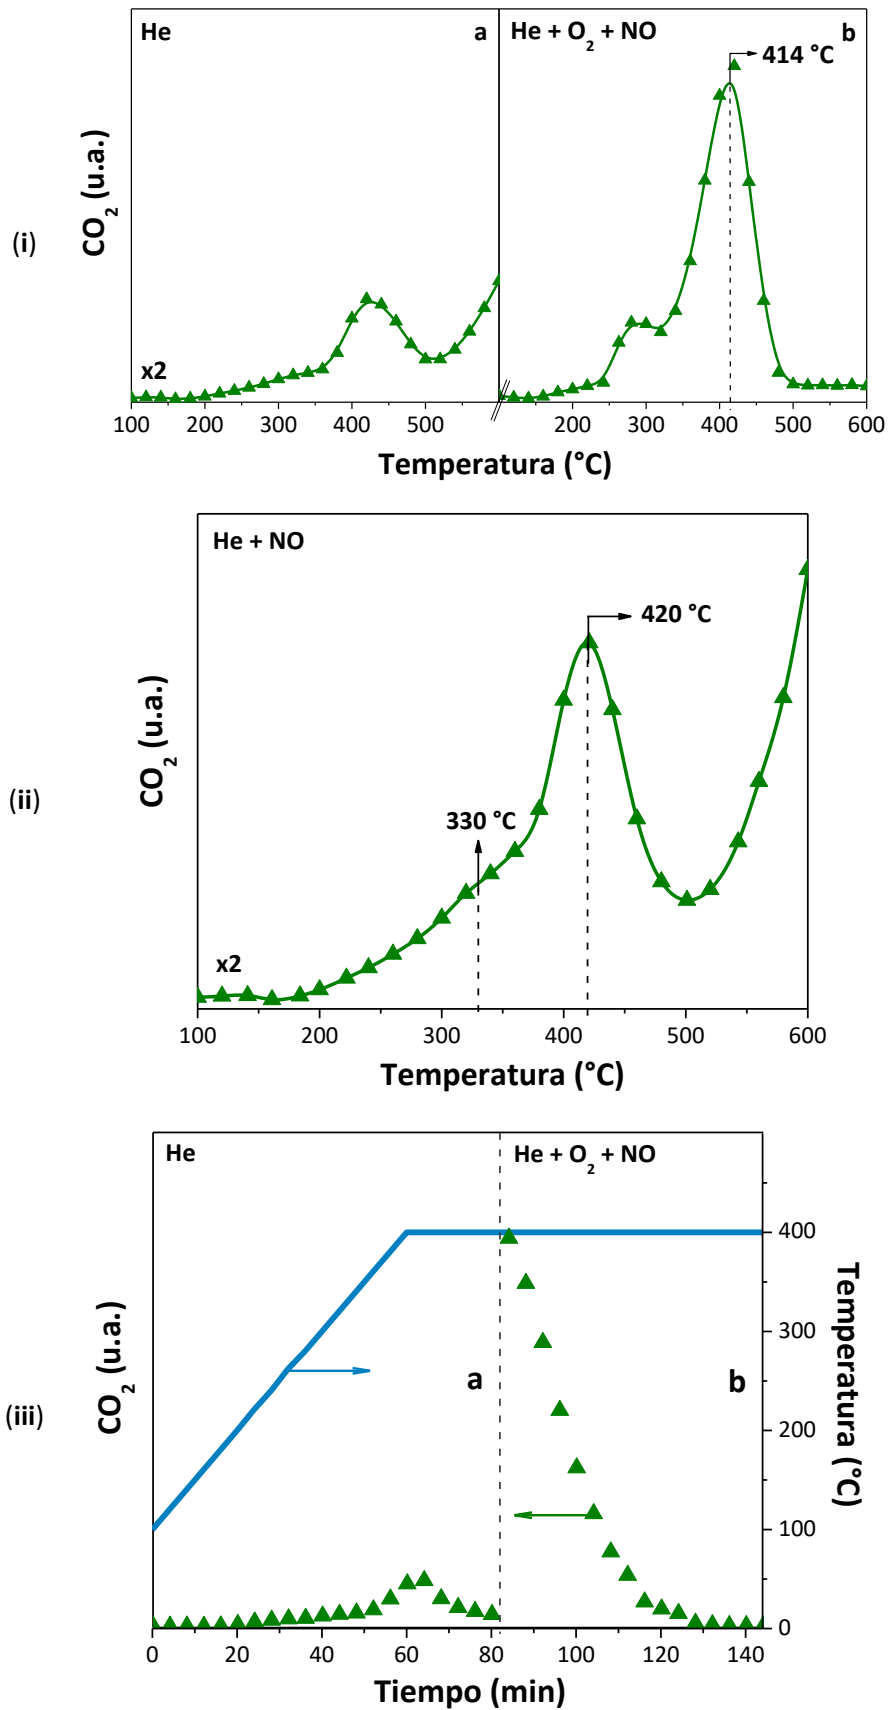 He
a
He + O₂ + NO
b
414 °C
CO₂ (u.a.)
(i)
x2
100 200 300 400 500 200 300 400 500 600
Temperatura (°C)
He + NO
420 °C
CO₂ (u.a.)
(ii)
330 °C
x2
100 200 300 400 500 600
Temperatura (°C)
He
He + O₂ + NO
400
300
200
100
0
CO₂ (u.a.)
Temperatura (°C)
a
b
(iii)
0 20 40 60 80 100 120 140
Tiempo (min)